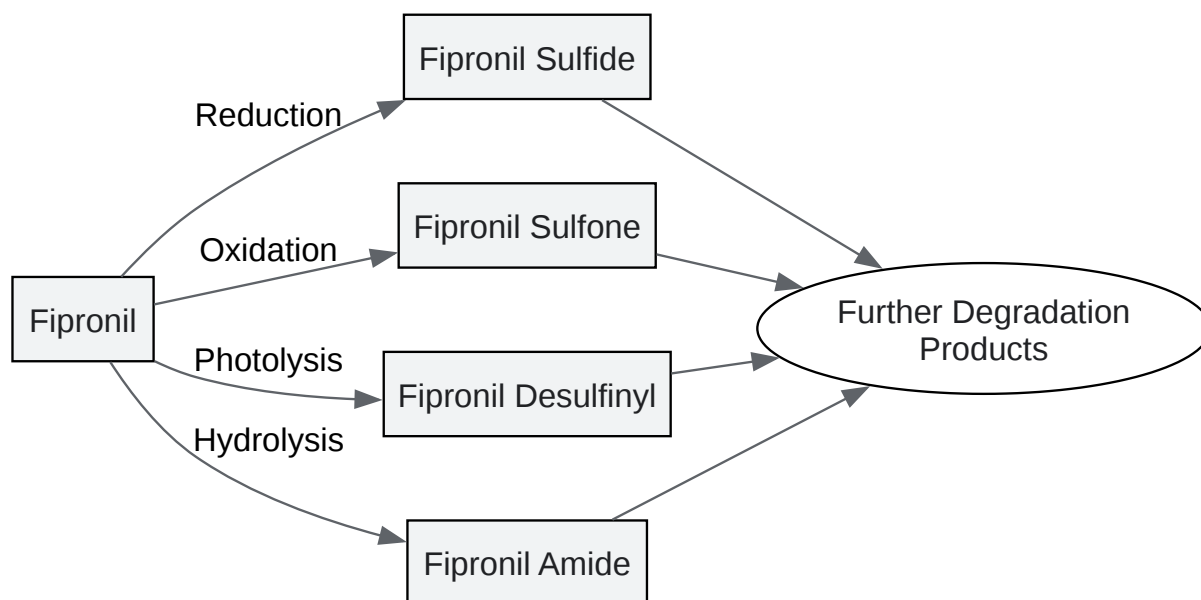 Fipronil Sulfide
Reduction
Fipronil Sulfone
Oxidation
Fipronil
Further Degradation
Products
Photolysis
Fipronil Desulfinyl
Hydrolysis
Fipronil Amide